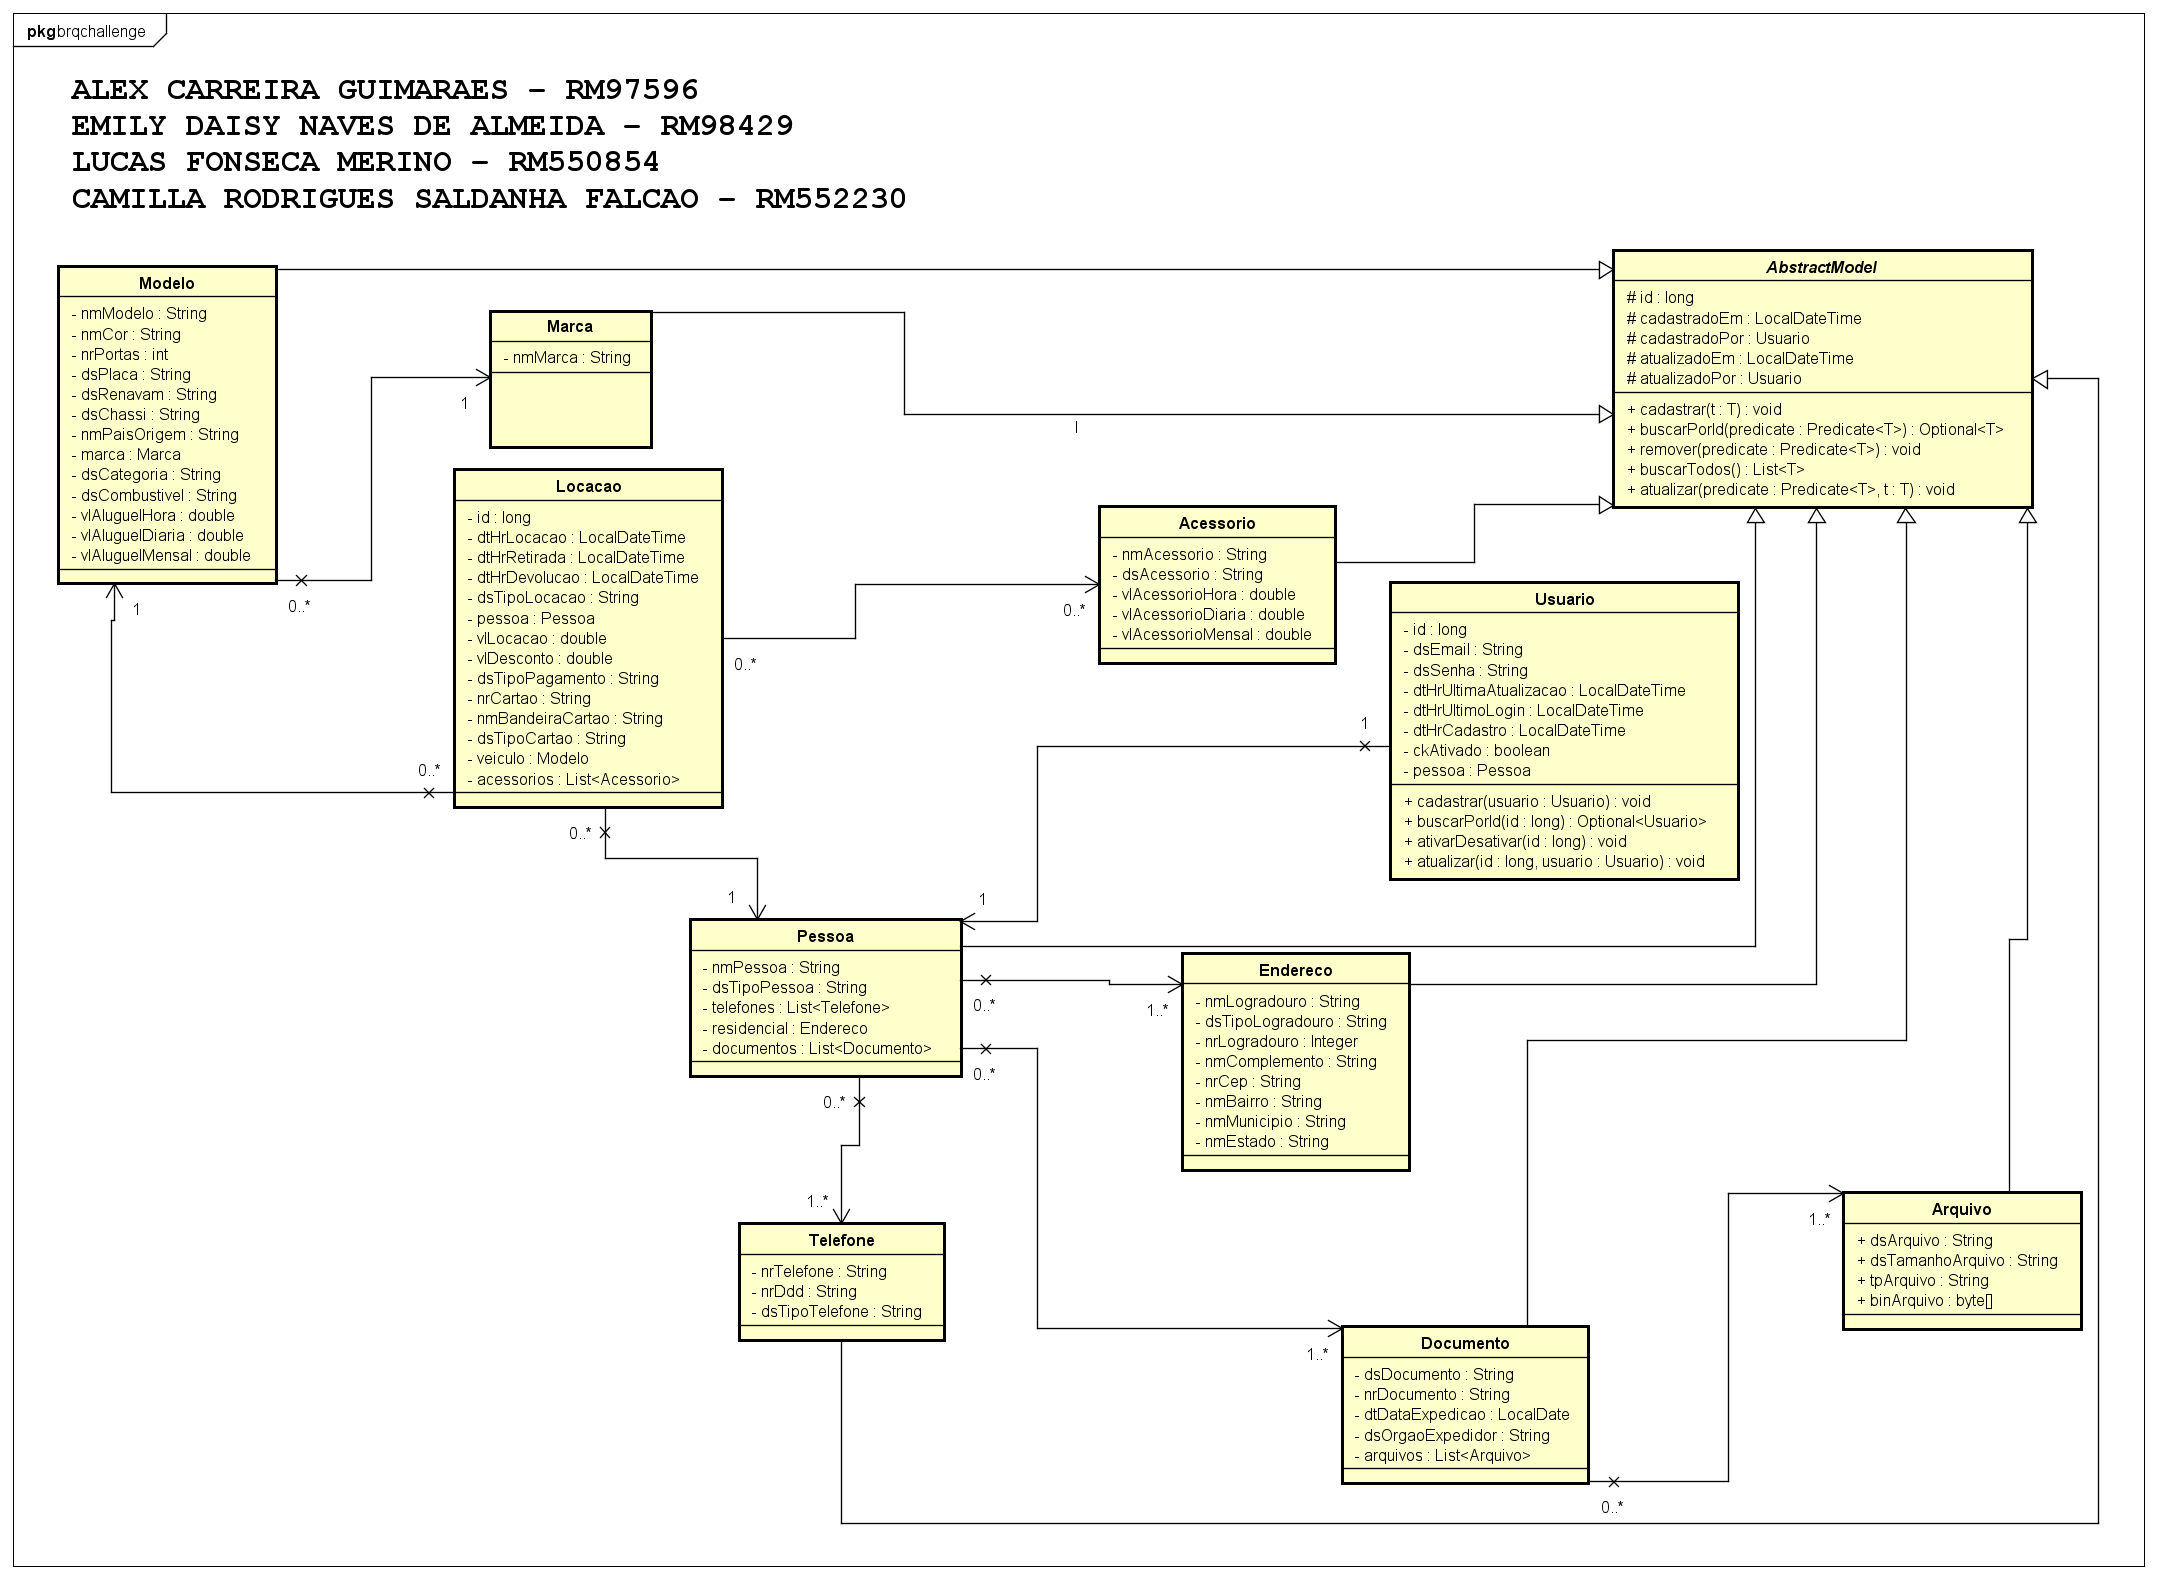 pkg brqchallenge
ALEX CARREIRA GUIMARAES - RM97596
EMILY DAISY NAVES DE ALMEIDA - RM98429
LUCAS FONSECA MERINO - RM550854
CAMILLA RODRIGUES SALDANHA FALCAO - RM552230
Modelo
- nmModelo : String
- nmCor : String
- nrPortas : int
- dsPlaca : String
- dsRenavam : String
- dsChassi : String
- nmPaisOrigem : String
- marca : Marca
- dsCategoria : String
- dsCombustivel : String
- vlAluguelHora : double
- vlAluguelDiaria : double
- vlAluguelMensal : double
1
0..*
Marca
- nmMarca : String
1
l
AbstractModel
# id : long
# cadastradoEm : LocalDateTime
# cadastradoPor : Usuario
# atualizadoEm : LocalDateTime
# atualizadoPor : Usuario
+ cadastrar(t : T) : void
+ buscarPorId(predicate : Predicate<T>) : Optional<T>
+ remover(predicate : Predicate<T>) : void
+ buscarTodos() : List<T>
+ atualizar(predicate : Predicate<T>, t : T) : void
Locacao
- id : long
- dtHrLocacao : LocalDateTime
- dtHrRetirada : LocalDateTime
- dtHrDevolucao : LocalDateTime
- dsTipoLocacao : String
- pessoa : Pessoa
- vlLocacao : double
- vlDesconto : double
- dsTipoPagamento : String
- nrCartao : String
- nmBandeiraCartao : String
- dsTipoCartao : String
- veiculo : Modelo
- acessorios : List<Acessorio>
0..*
0..*
0..*
0..*
Acessorio
- nmAcessorio : String
- dsAcessorio : String
- vlAcessorioHora : double
- vlAcessorioDiaria : double
- vlAcessorioMensal : double
Usuario
- id : long
- dsEmail : String
- dsSenha : String
- dtHrUltimaAtualizacao : LocalDateTime
- dtHrUltimoLogin : LocalDateTime
- dtHrCadastro : LocalDateTime
- ckAtivado : boolean
- pessoa : Pessoa
+ cadastrar(usuario : Usuario) : void
+ buscarPorId(id : long) : Optional<Usuario>
+ ativarDesativar(id : long) : void
+ atualizar(id : long, usuario : Usuario) : void
1
1
1
Pessoa
- nmPessoa : String
- dsTipoPessoa : String
- telefones : List<Telefone>
- residencial : Endereco
- documentos : List<Documento>
0..*
0..*
0..*
1..*
Endereco
- nmLogradouro : String
- dsTipoLogradouro : String
- nrLogradouro : Integer
- nmComplemento : String
- nrCep : String
- nmBairro : String
- nmMunicipio : String
- nmEstado : String
1..*
Telefone
- nrTelefone : String
- nrDdd : String
- dsTipoTelefone : String
1..*
Arquivo
+ dsArquivo : String
+ dsTamanhoArquivo : String
+ tpArquivo : String
+ binArquivo : byte[]
1..*
Documento
- dsDocumento : String
- nrDocumento : String
- dtDataExpedicao : LocalDate
- dsOrgaoExpedidor : String
- arquivos : List<Arquivo>
0..*